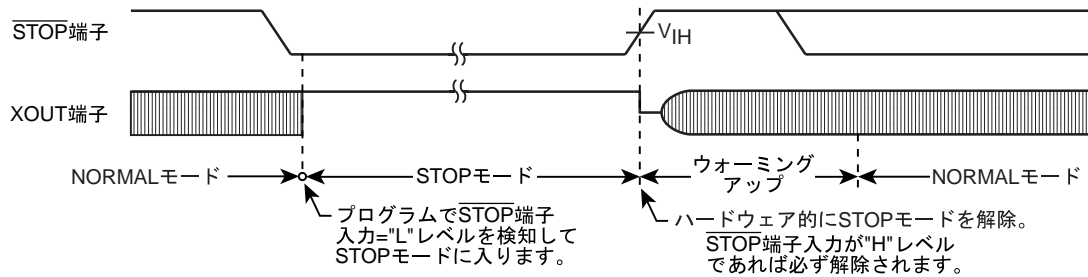 STOP端子
VIH
XOUT端子
NORMALモード
STOPモード
ウォーミング
アップ
NORMALモード
プログラムでSTOP端子
入力="L"レベルを検知して
STOPモードに入ります。
ハードウェア的にSTOPモードを解除。
STOP端子入力が"H"レベル
であれば必ず解除されます。